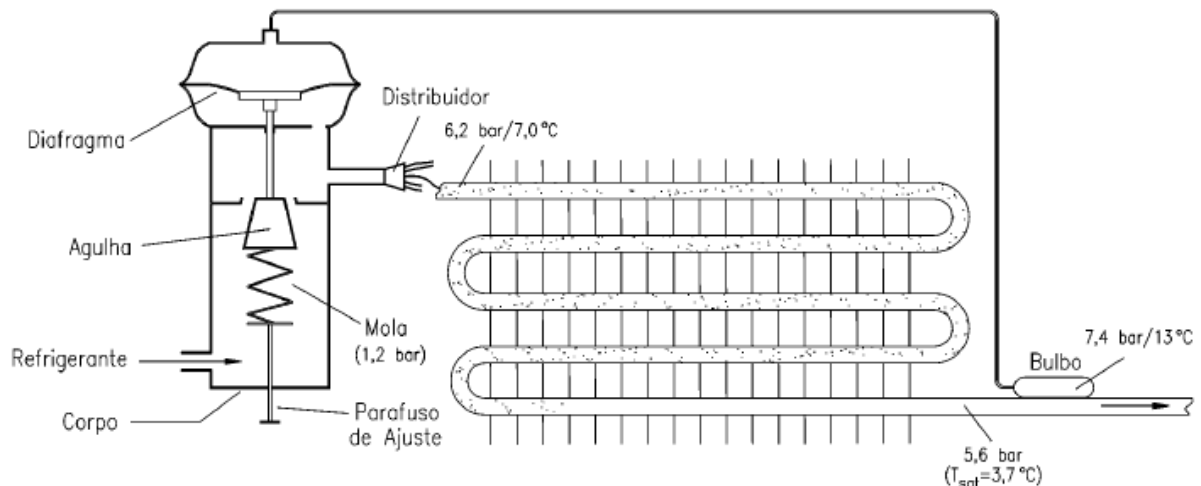 Distribuidor
6,2 bar/7,0 °C
Diafragma
Agulha
Mola
(1,2 bar)
Refrigerante
Corpo
Parafuso
de Ajuste
7,4 bar/13 °C
Bulbo
5,6 bar
(Tsat=3,7 °C)